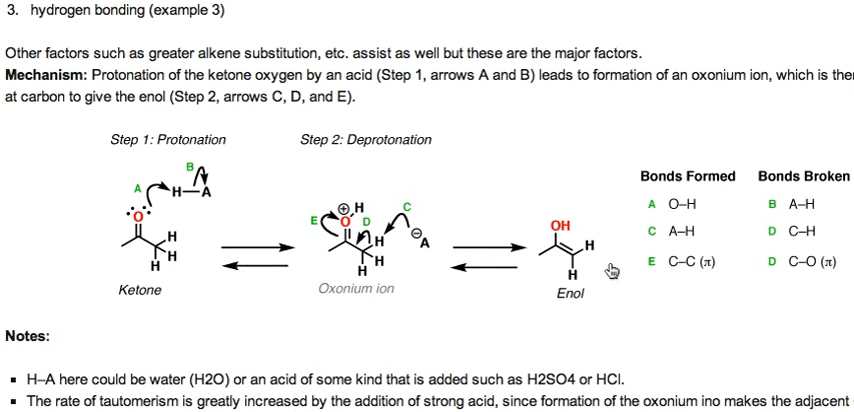 3. hydrogen bonding (example 3)
Other factors such as greater alkene substitution, etc. assist as well but these are the major factors.
Mechanism: Protonation of the ketone oxygen by an acid (Step 1, arrows A and B) leads to formation of an oxonium ion, which is
at carbon to give the enol (Step 2, arrows C, D, and E).
Step 1: Protonation Step 2: Deprotonation
Bonds Formed Bonds Broken
A O–H B A–H
C A–H D C–H
E C–C (π) D C–O (π)
B
A H–A
O
H
H
H
Ketone
⊕ H C
E O D
H ⊖ A
H
H
Oxonium ion
OH
H
H
Enol
Notes:
▪ H–A here could be water (H2O) or an acid of some kind that is added such as H2SO4 or HCl.
▪ The rate of tautomerism is greatly increased by the addition of strong acid, since formation of the oxonium ino makes the adjacent